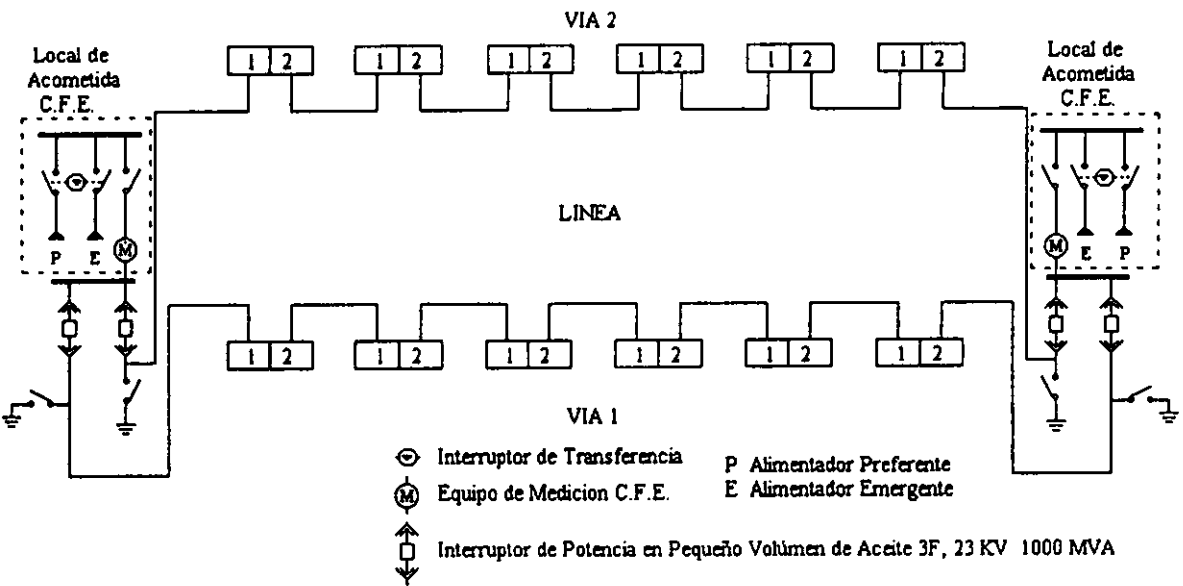 VIA 2
Local de
Acometida
C.F.E.
1 2 1 2 1 2 1 2 1 2 1 2
Local de
Acometida
C.F.E.
P E M
LINEA
M E P
1 2 1 2 1 2 1 2 1 2 1 2
VIA 1
Interruptor de Transferencia
M Equipo de Medicion C.F.E.
P Alimentador Preferente
E Alimentador Emergente
Interruptor de Potencia en Pequeño Volúmen de Aceite 3F, 23 KV 1000 MVA